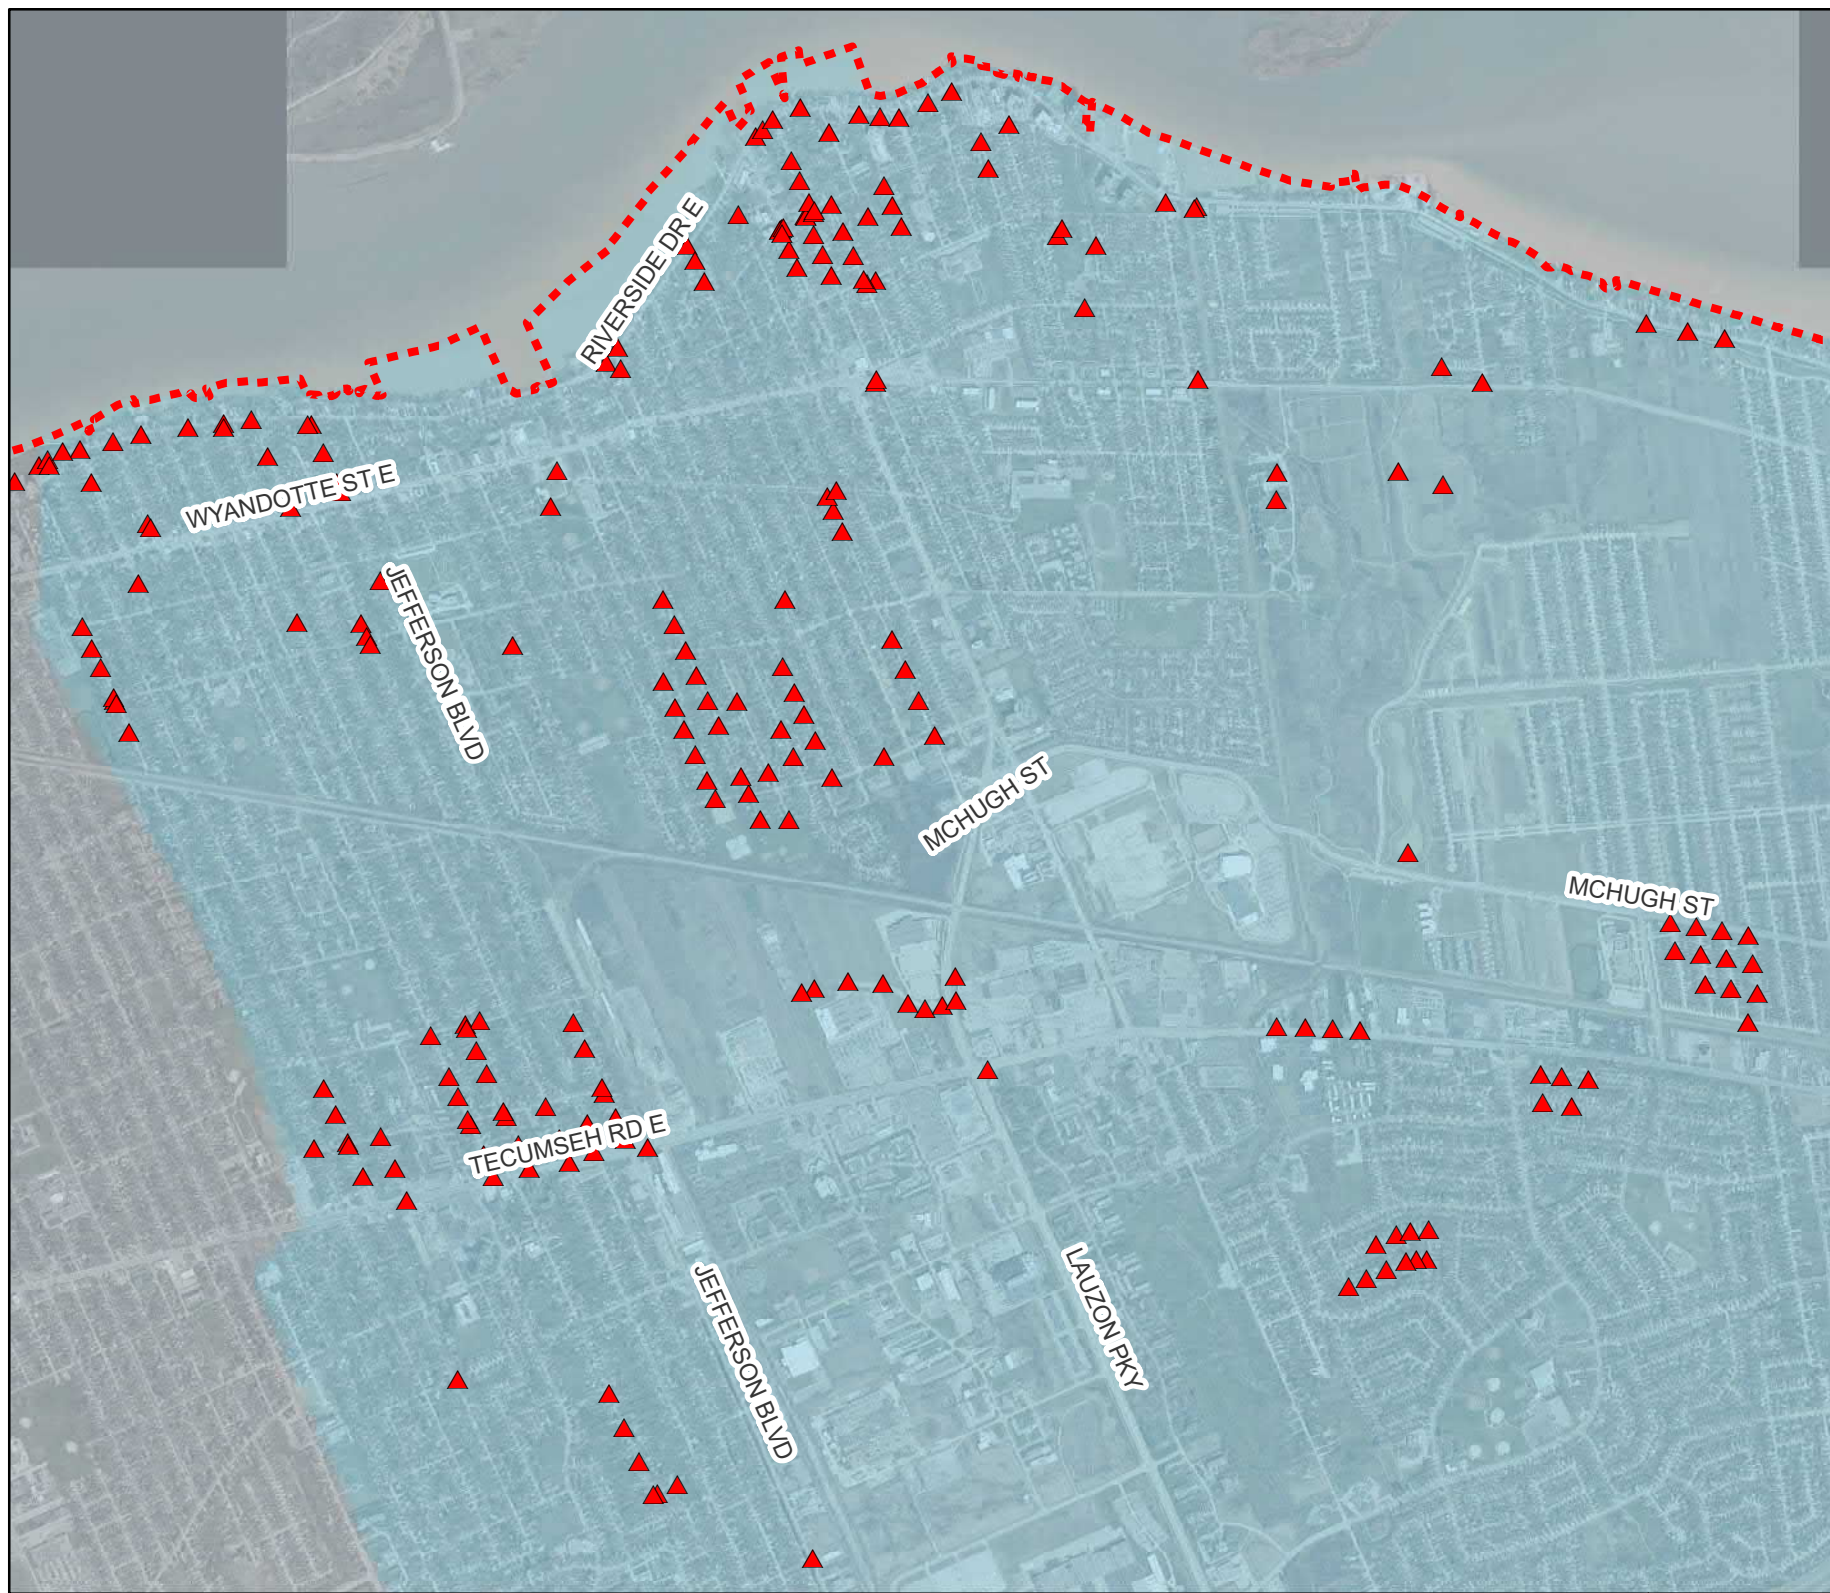 RIVERSIDE DR E
WYANDOTTE ST E
JEFFERSON BLVD
MCHUGH ST
MCHUGH ST
TECUMSEH RD E
JEFFERSON BLVD
LAUZON PKY